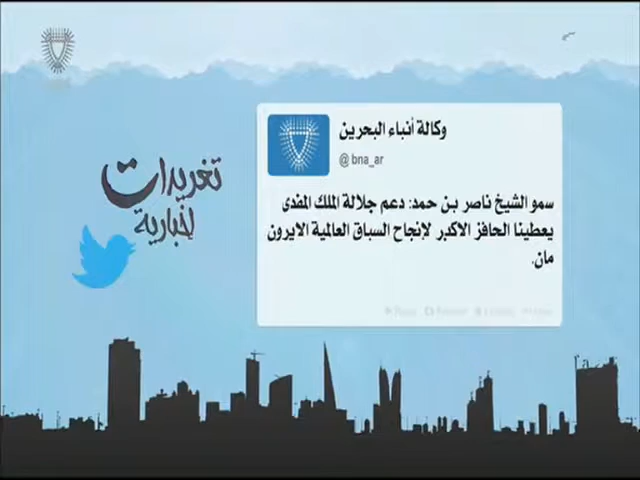 تغريدات
إخبارية
وكالة أنباء البحرين
@bna_ar
سمو الشيخ ناصر بن حمد: دعم جلالة الملك المفدى
يعطينا الحافز الاكبر لإنجاح السباق العالمية الايرون
مان.